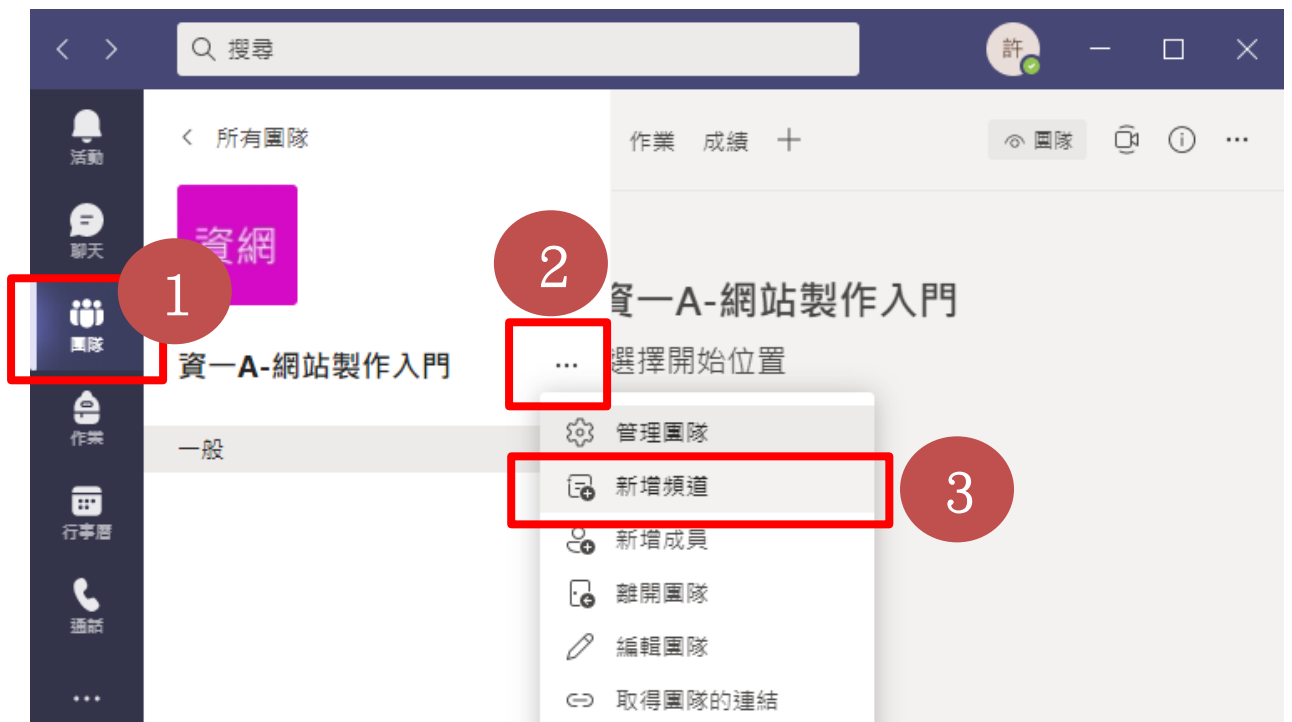 搜尋
許
活動
聊天
團隊
作業
行事曆
通話
所有團隊
作業 成績
團隊
資網
1
2
資一A-網站製作入門
資一A-網站製作入門
選擇開始位置
一般
管理團隊
新增頻道
3
新增成員
離開團隊
編輯團隊
取得團隊的連結